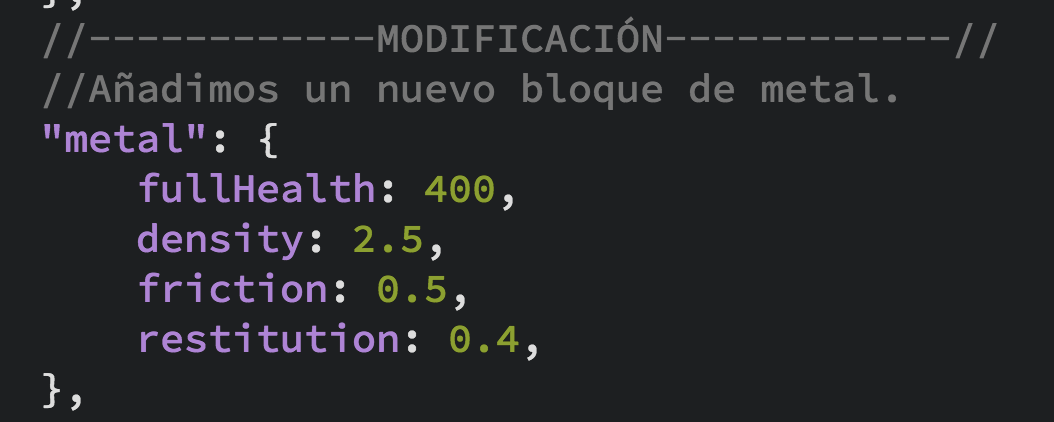 },
//------------MODIFICACIÓN------------//
//Añadimos un nuevo bloque de metal.
"metal": {
    fullHealth: 400,
    density: 2.5,
    friction: 0.5,
    restitution: 0.4,
},